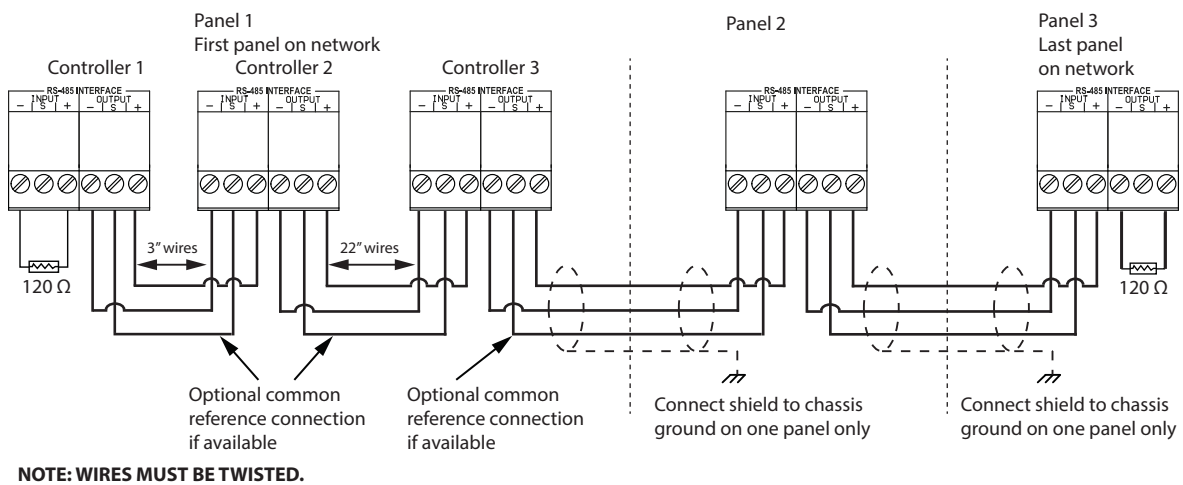 Panel 1
First panel on network
Panel 2
Panel 3
Last panel
on network
Controller 1
Controller 2
Controller 3
RS-485 INTERFACE
INPUT
OUTPUT
– | S | +
– | S | +
RS-485 INTERFACE
INPUT
OUTPUT
– | S | +
– | S | +
RS-485 INTERFACE
INPUT
OUTPUT
– | S | +
– | S | +
RS-485 INTERFACE
INPUT
OUTPUT
– | S | +
– | S | +
RS-485 INTERFACE
INPUT
OUTPUT
– | S | +
– | S | +
3" wires
22" wires
120 Ω
120 Ω
Optional common
reference connection
if available
Optional common
reference connection
if available
Connect shield to chassis
ground on one panel only
Connect shield to chassis
ground on one panel only
NOTE: WIRES MUST BE TWISTED.